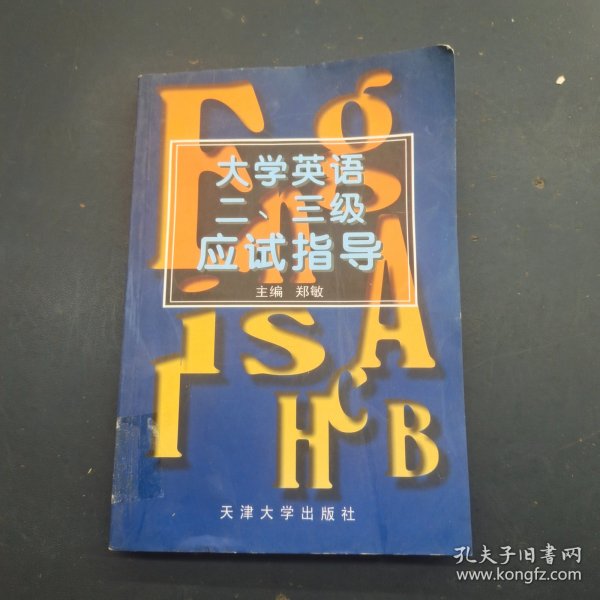 大学英语
二、三级
应试指导
主编 郑敏
E n g
l i s H
A
C B
天津大学出版社
孔夫子旧书网
www.kongfz.com